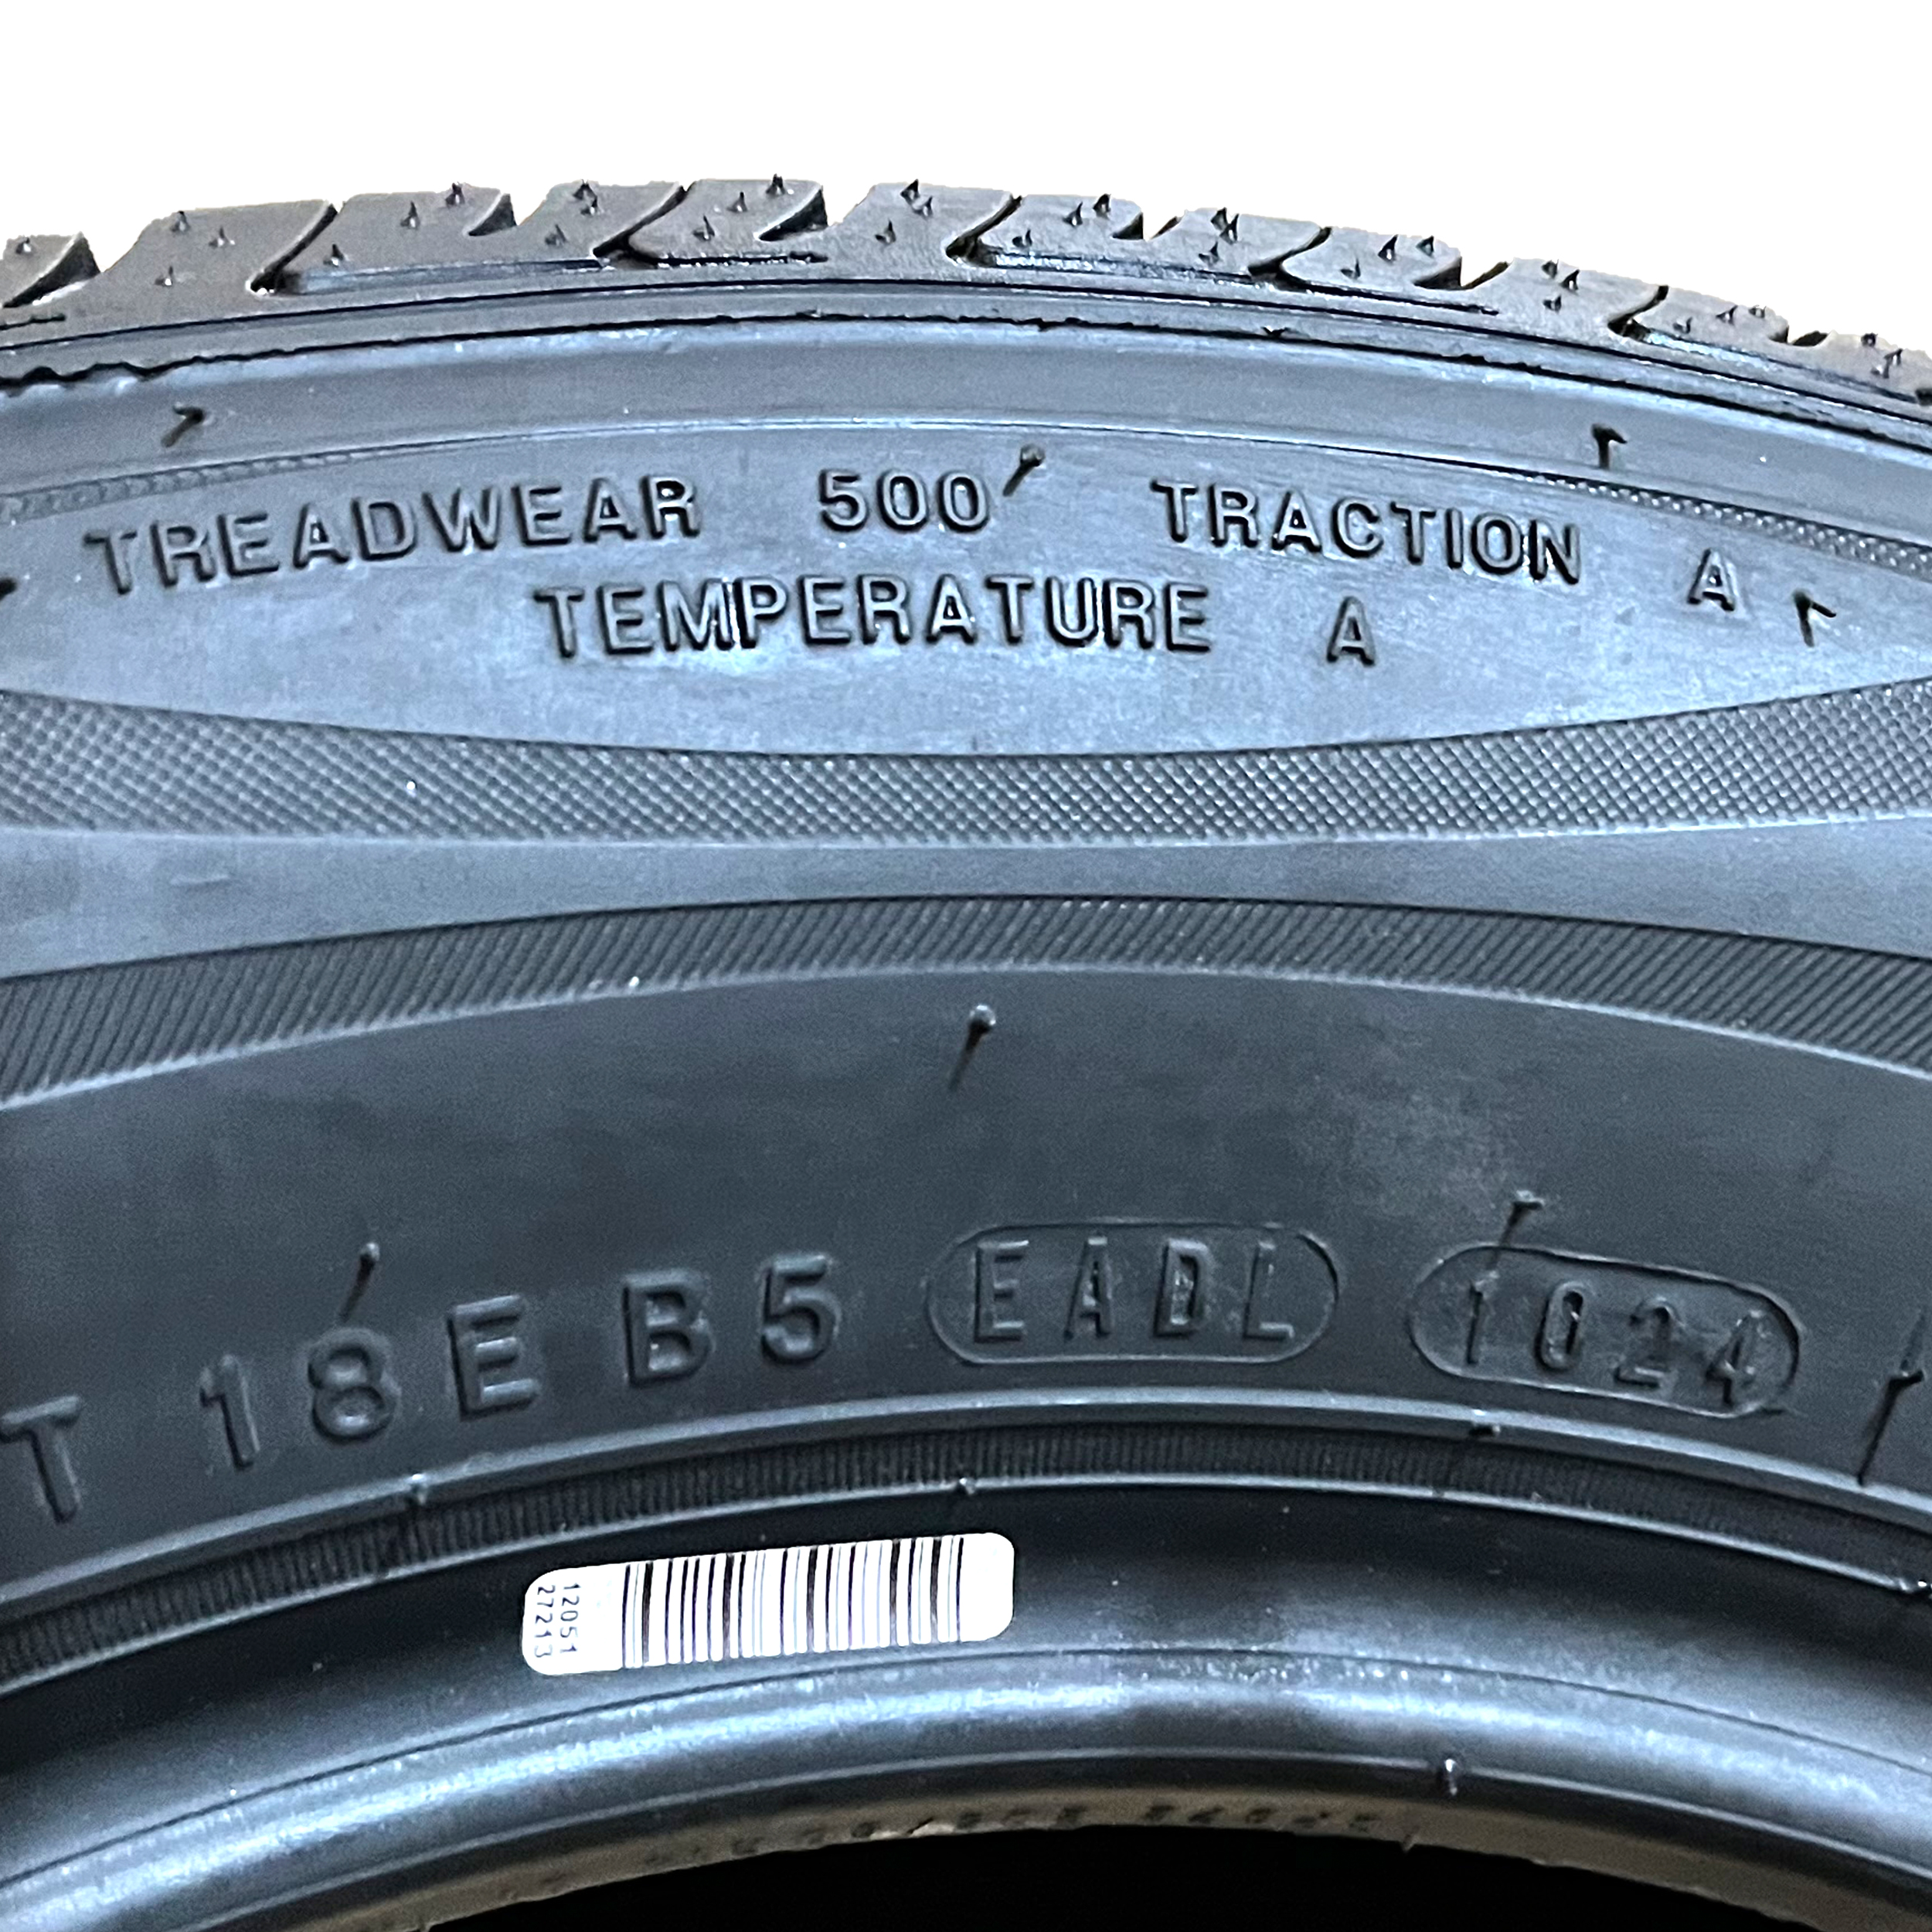 TREADWEAR 500 TRACTION A
TEMPERATURE A
T 18E B5 EADL 1024
12051
27213